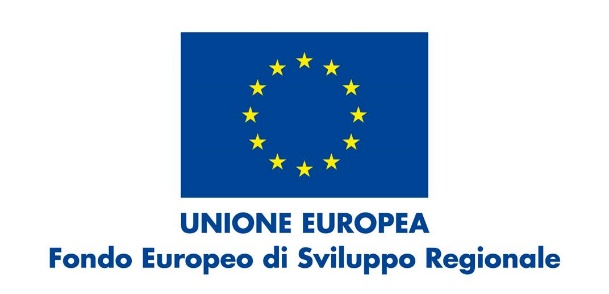 UNIONE EUROPEA
Fondo Europeo di Sviluppo Regionale